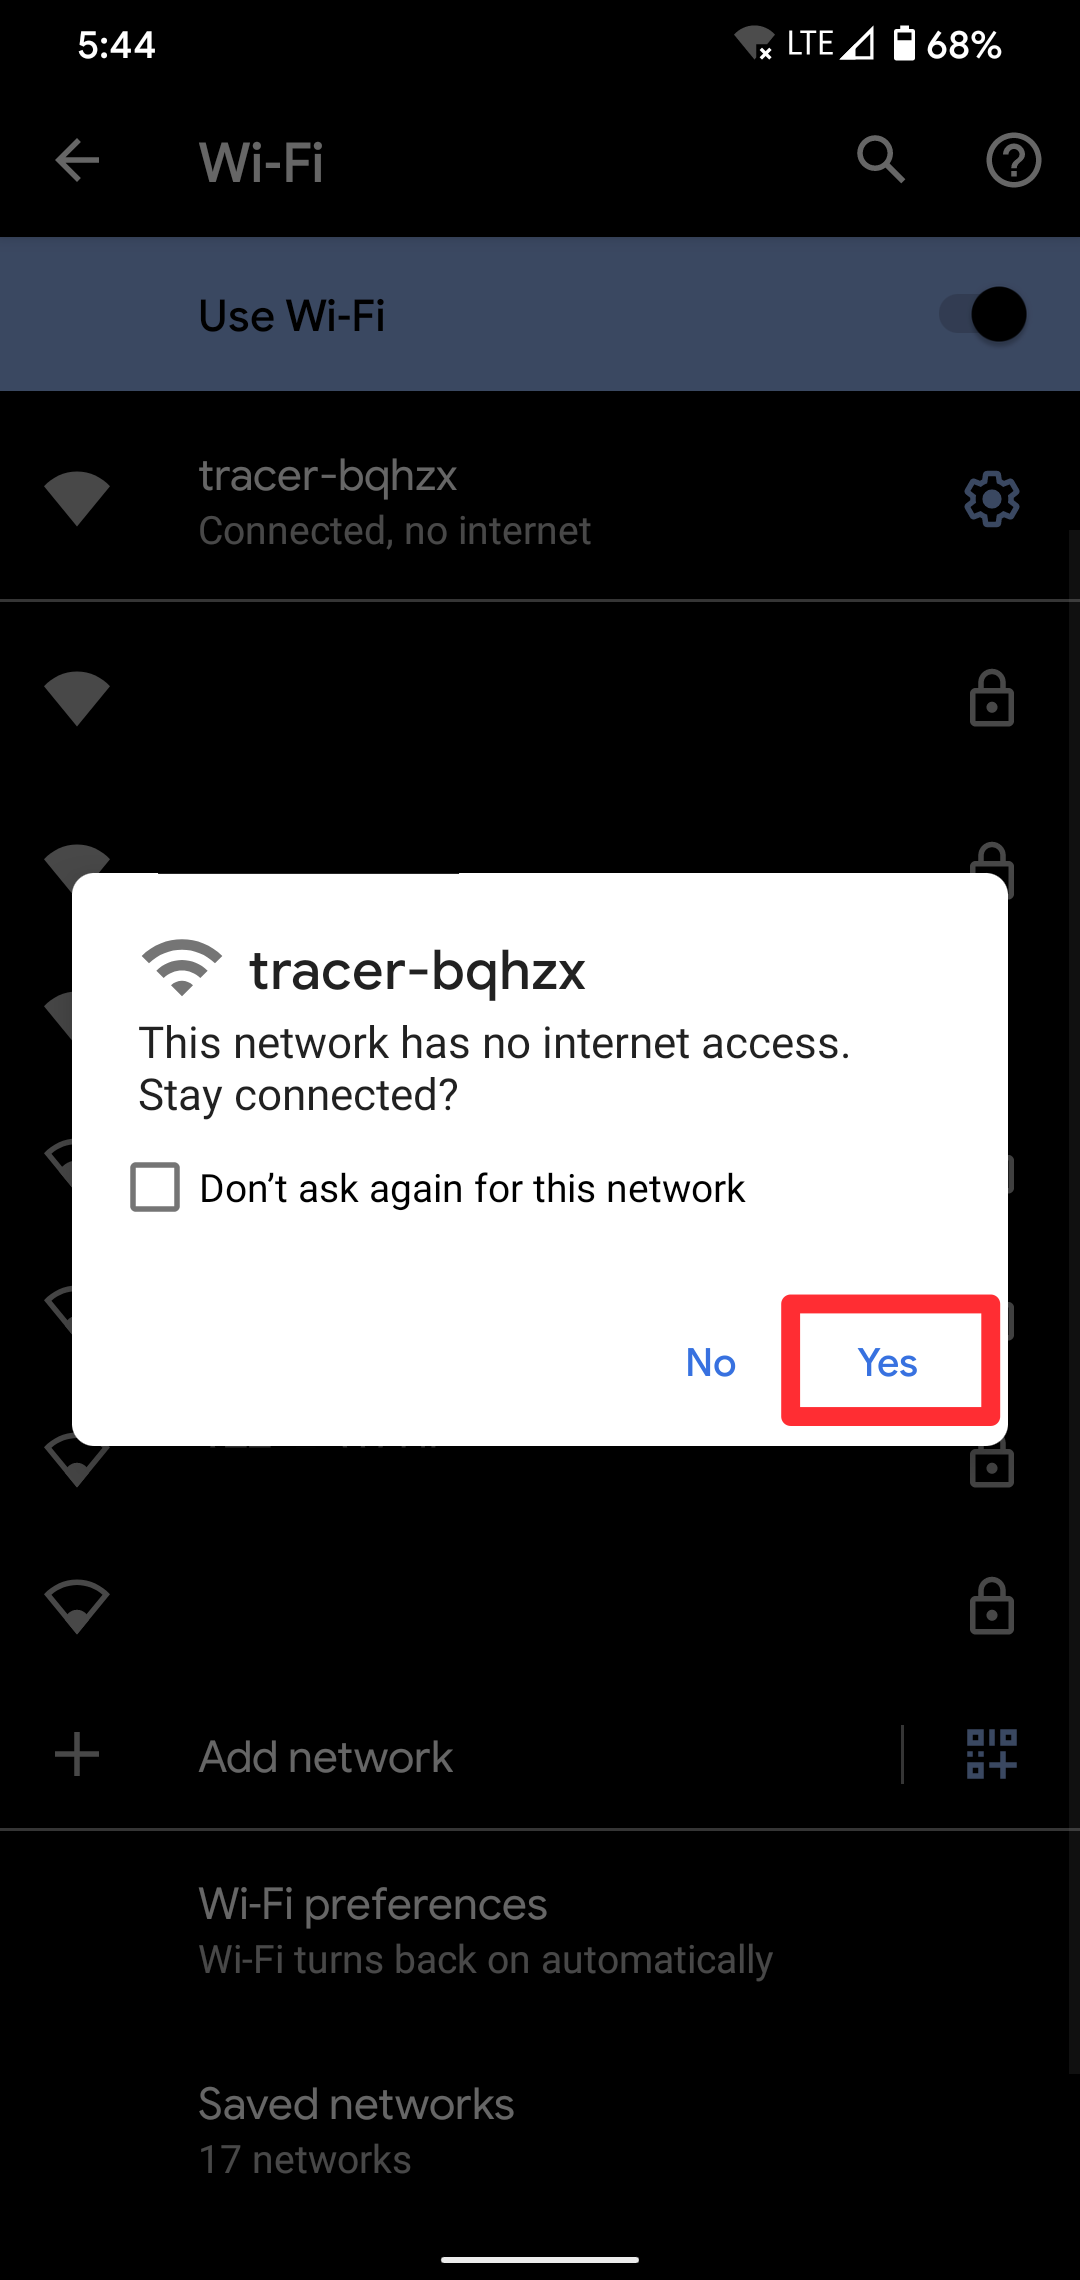 5:44
LTE
68%
Wi-Fi
Use Wi-Fi
tracer-bqhzx
Connected, no internet
tracer-bqhzx
This network has no internet access.
Stay connected?
Don’t ask again for this network
No
Yes
Add network
Wi-Fi preferences
Wi-Fi turns back on automatically
Saved networks
17 networks